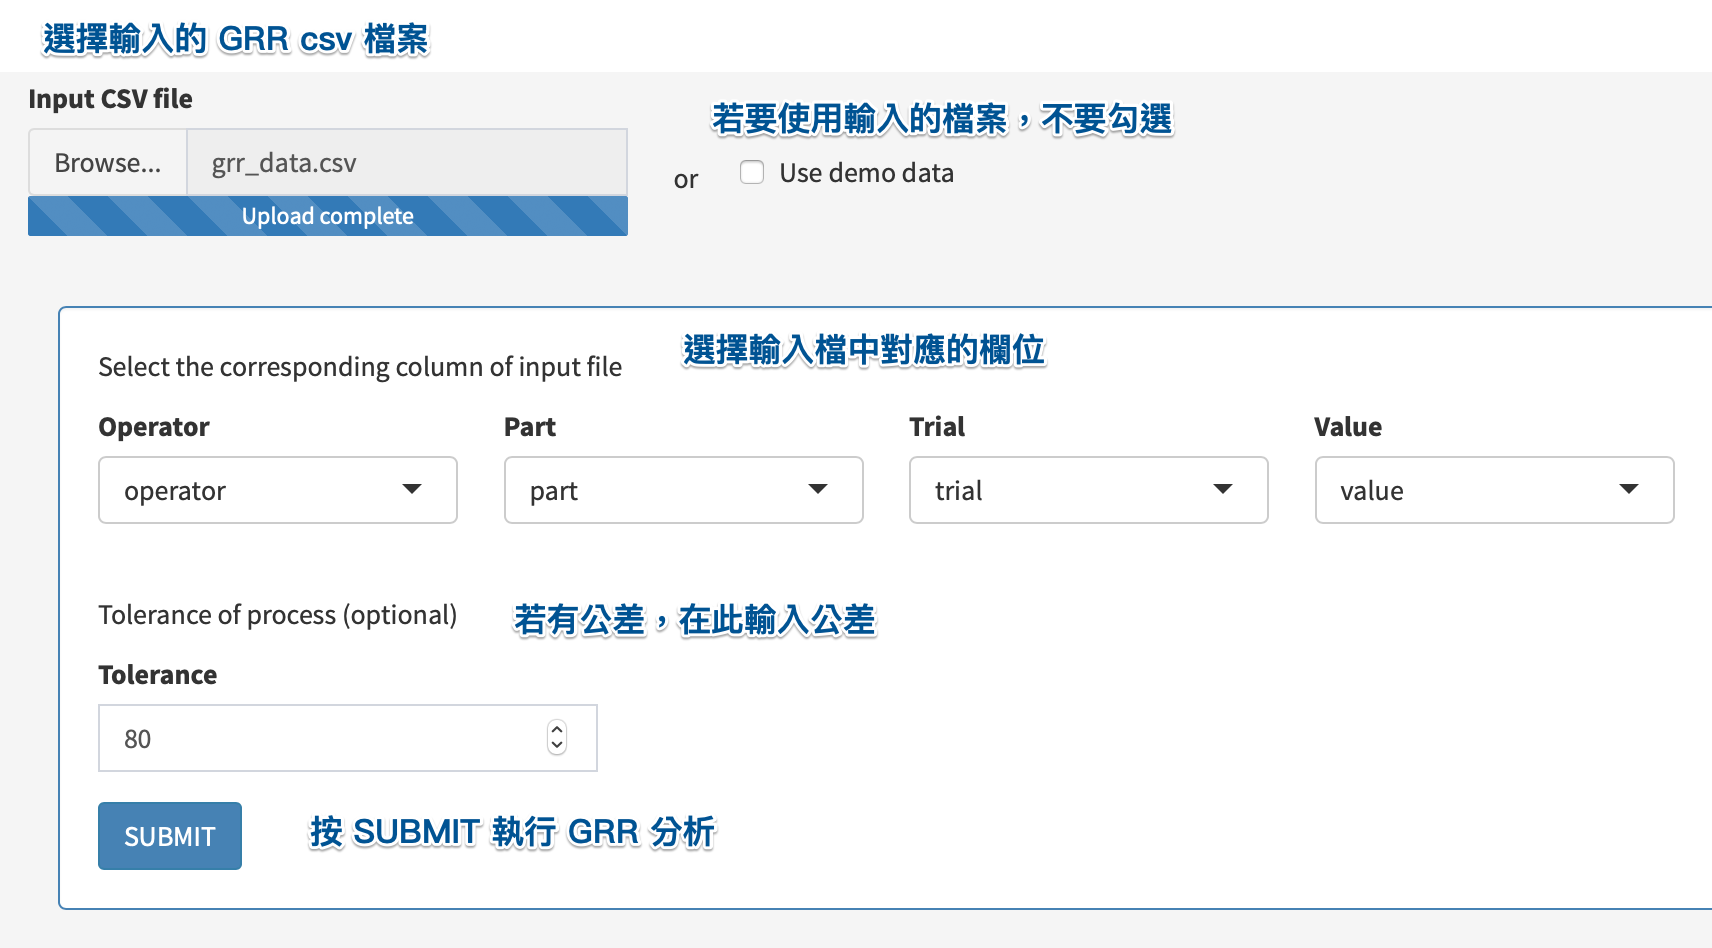 選擇輸入的 GRR csv 檔案
Input CSV file
若要使用輸入的檔案，不要勾選
Browse... grr_data.csv
or Use demo data
Upload complete
Select the corresponding column of input file 選擇輸入檔中對應的欄位
Operator Part Trial Value
operator part trial value
Tolerance of process (optional) 若有公差，在此輸入公差
Tolerance
80
SUBMIT 按 SUBMIT 執行 GRR 分析